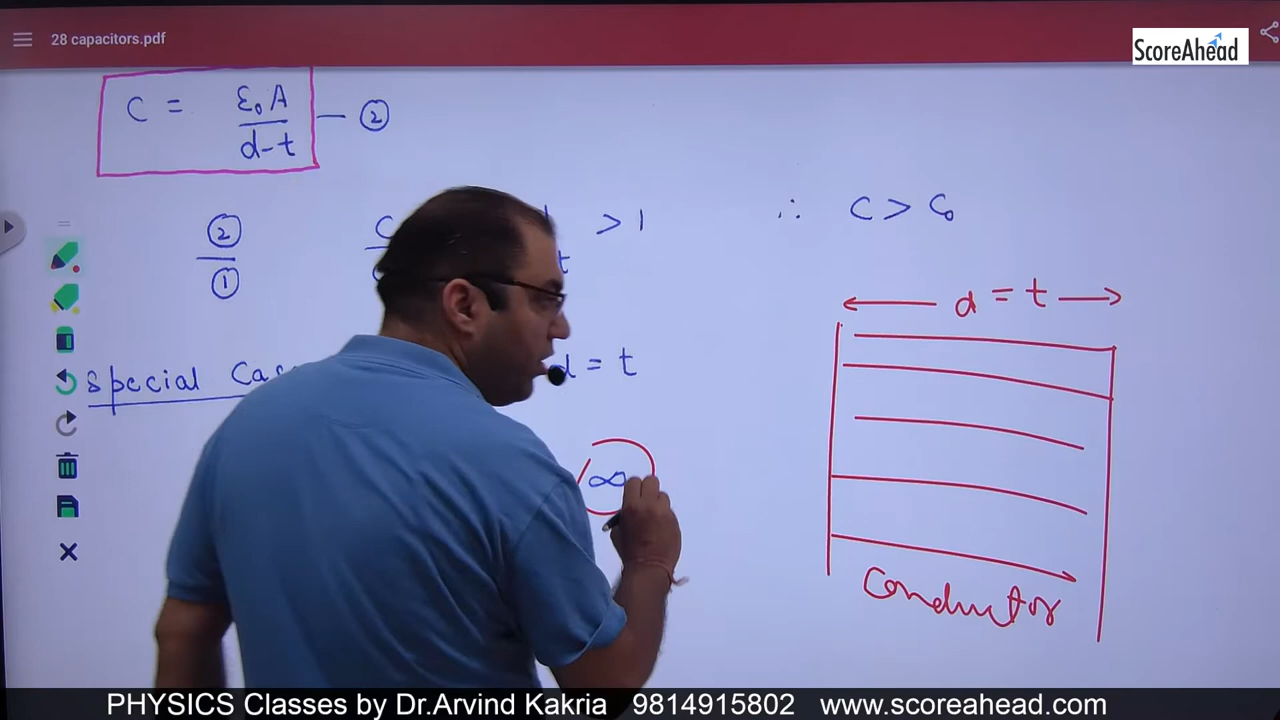 28 capacitors.pdf
ScoreAhead
C = ε₀A / d-t — ②
② / ① C t > 1 ∴ C > C₀
d = t
Special Cas d = t
∞
Conductor
PHYSICS Classes by Dr.Arvind Kakria 9814915802 www.scoreahead.com